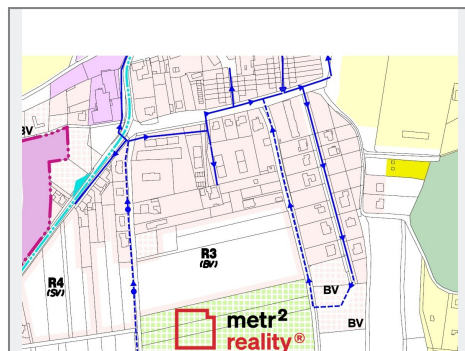 BV
R3
(BV)
R4
(SV)
BV
BV
metr²
reality®